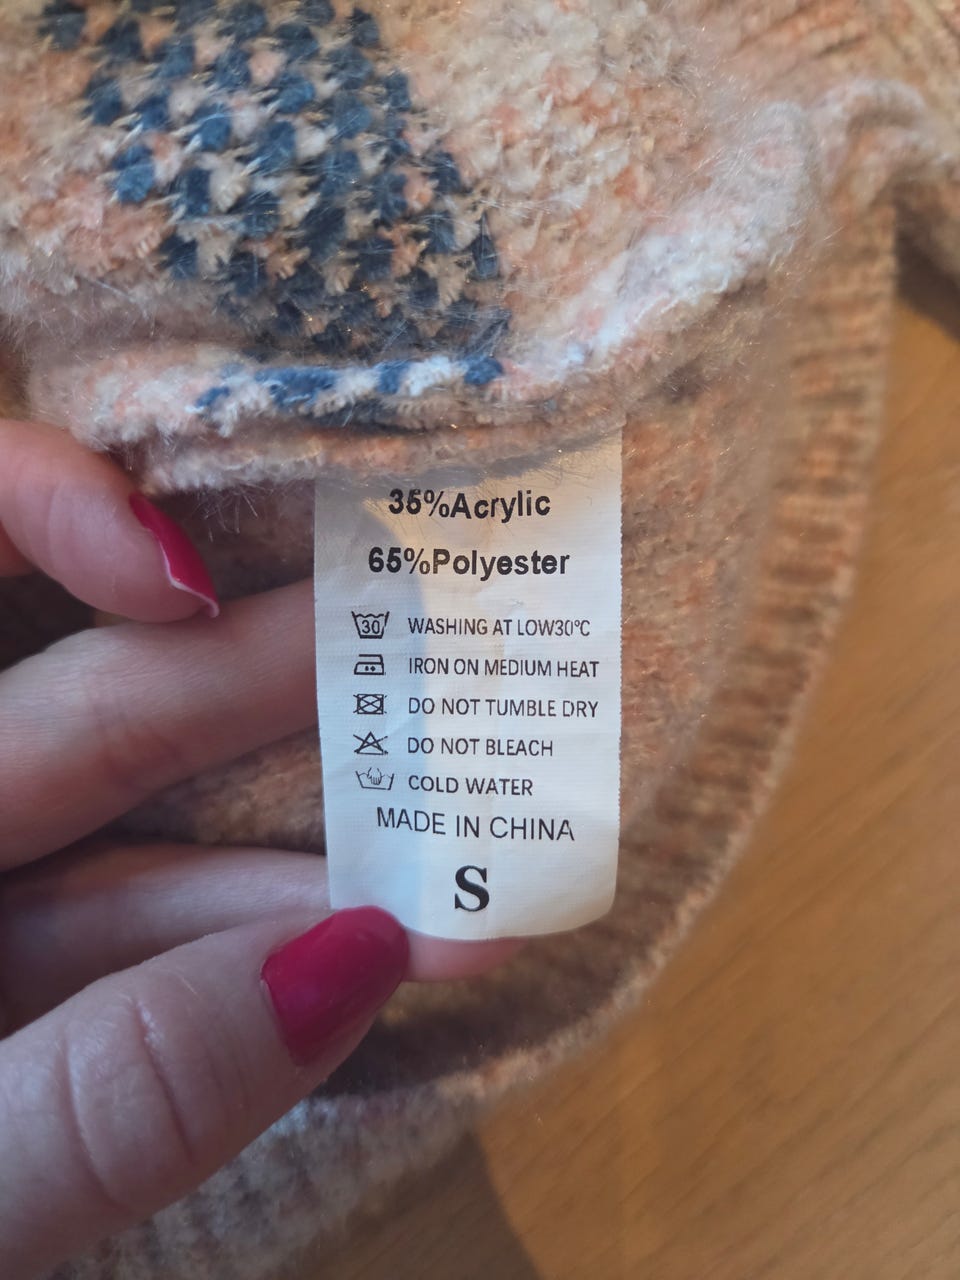 35%Acrylic
65%Polyester
30 WASHING AT LOW30°C
IRON ON MEDIUM HEAT
DO NOT TUMBLE DRY
DO NOT BLEACH
COLD WATER
MADE IN CHINA
S